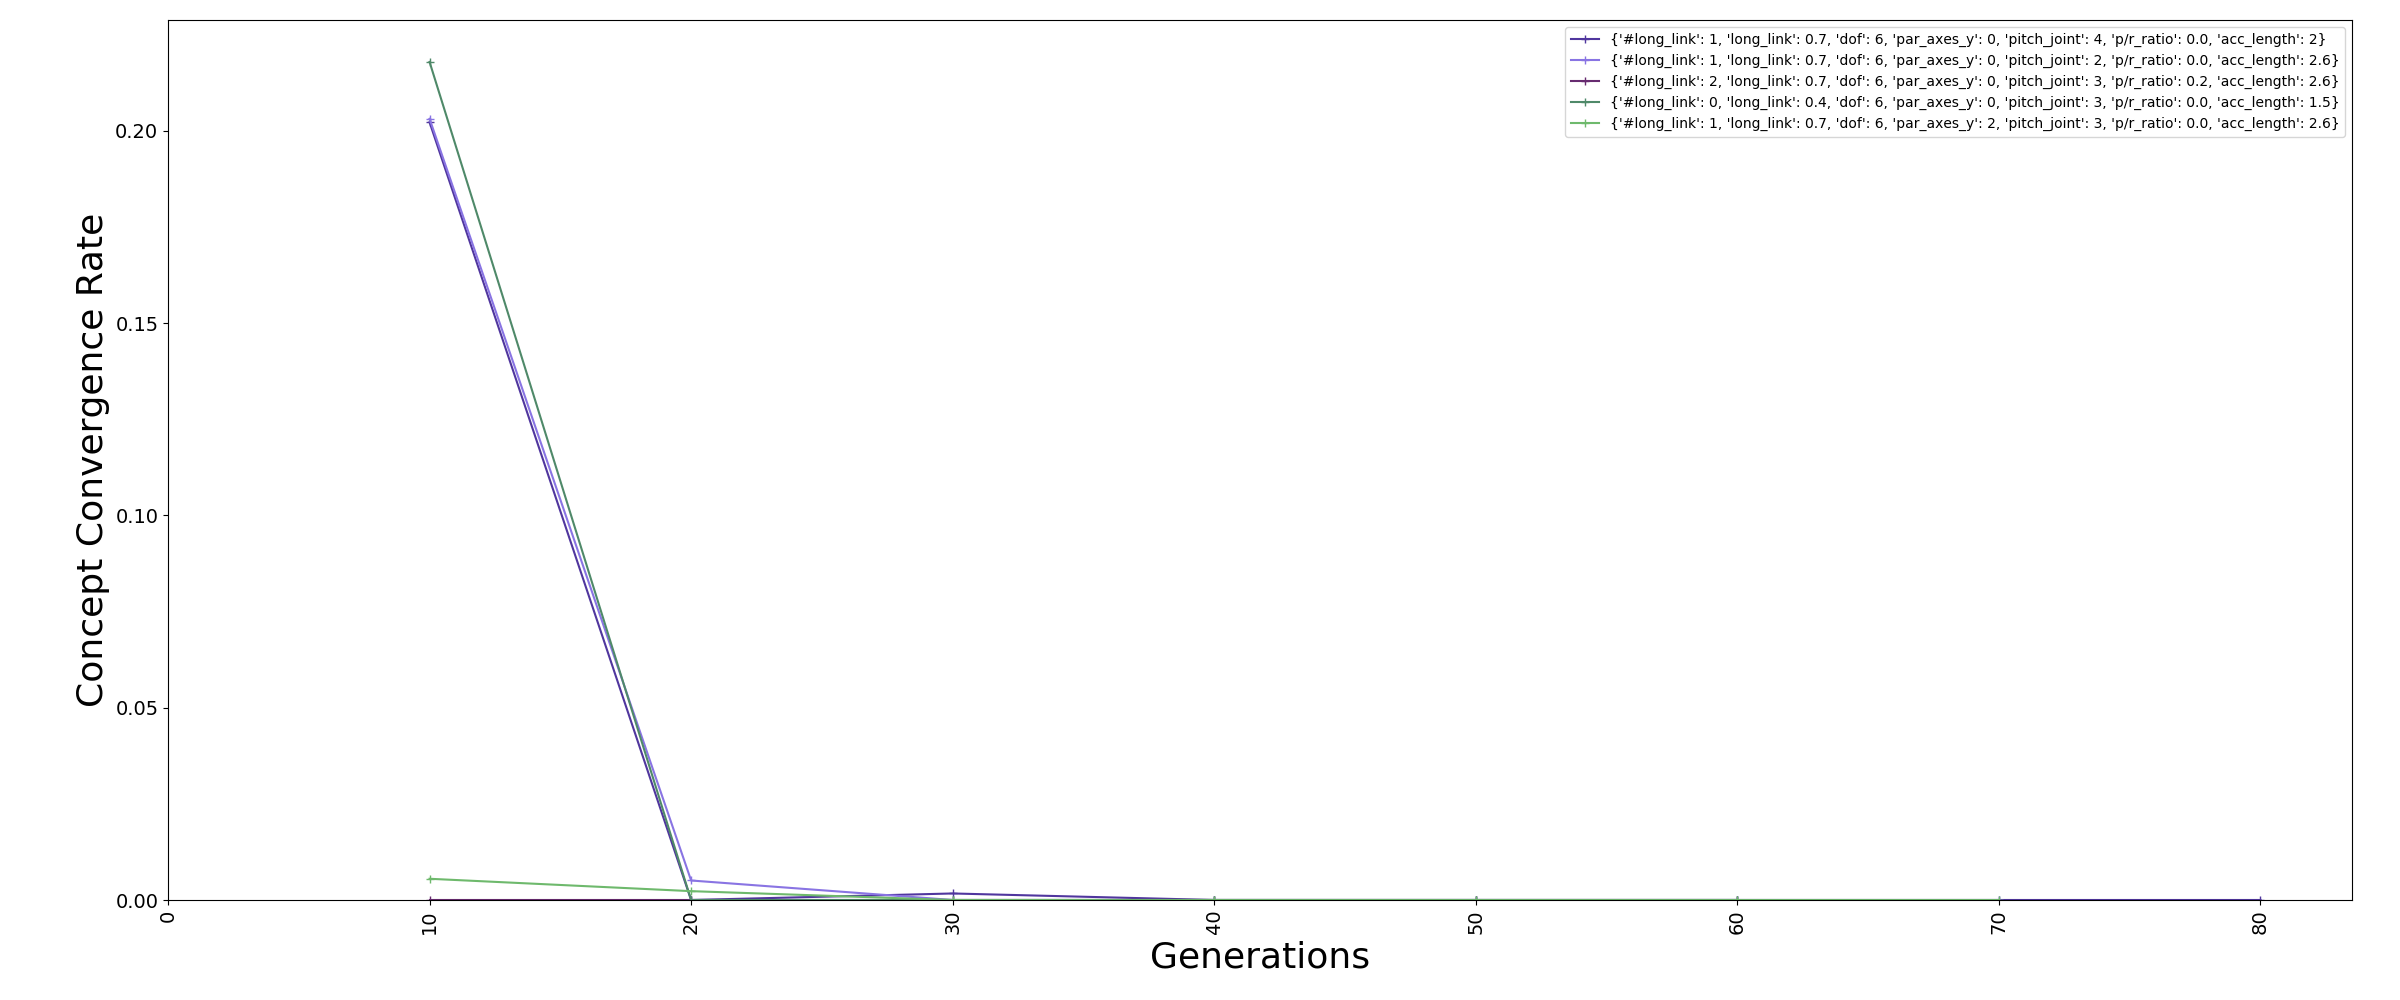 {'#long_link': 1, 'long_link': 0.7, 'dof': 6, 'par_axes_y': 0, 'pitch_joint': 4, 'p/r_ratio': 0.0, 'acc_length': 2}
{'#long_link': 1, 'long_link': 0.7, 'dof': 6, 'par_axes_y': 0, 'pitch_joint': 2, 'p/r_ratio': 0.0, 'acc_length': 2.6}
{'#long_link': 2, 'long_link': 0.7, 'dof': 6, 'par_axes_y': 0, 'pitch_joint': 3, 'p/r_ratio': 0.2, 'acc_length': 2.6}
{'#long_link': 0, 'long_link': 0.4, 'dof': 6, 'par_axes_y': 0, 'pitch_joint': 3, 'p/r_ratio': 0.0, 'acc_length': 1.5}
{'#long_link': 1, 'long_link': 0.7, 'dof': 6, 'par_axes_y': 2, 'pitch_joint': 3, 'p/r_ratio': 0.0, 'acc_length': 2.6}
Concept Convergence Rate
0.20
0.15
0.10
0.05
0.00
0 10 20 30 40 50 60 70 80
Generations